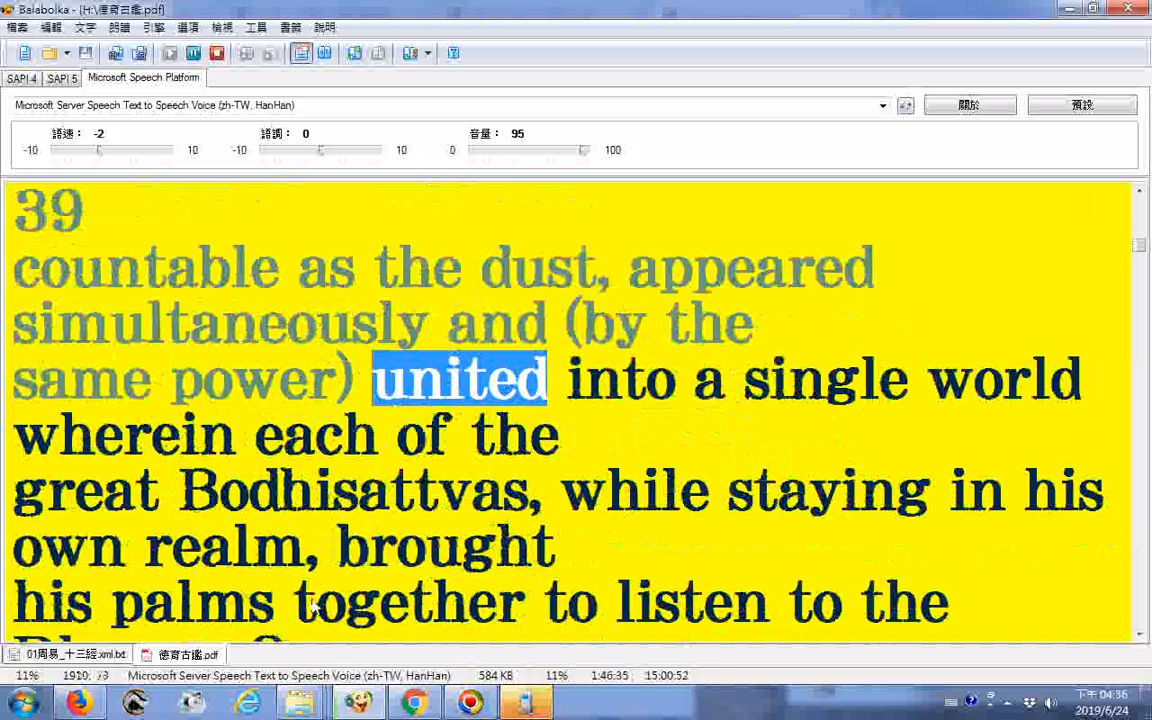 Balabolka - [H:\德育古鑑.pdf]
檔案 編輯 文字 朗讀 引擎 選項 檢視 工具 書籤 說明
SAPI 4 SAPI 5 Microsoft Speech Platform
Microsoft Server Speech Text to Speech Voice (zh-TW, HanHan) 關於 預設
語速： -2 語調： 0 音量： 95
-10 10 -10 10 0 100
39
countable as the dust, appeared
simultaneously and (by the
same power) united into a single world
wherein each of the
great Bodhisattvas, while staying in his
own realm, brought
his palms together to listen to the
01周易_十三經.xml.txt 德育古鑑.pdf
11% Microsoft Server Speech Text to Speech Voice (zh-TW, HanHan) 584 KB 11% 1:46:35 15:00:52
下午 04:36
2019/6/24